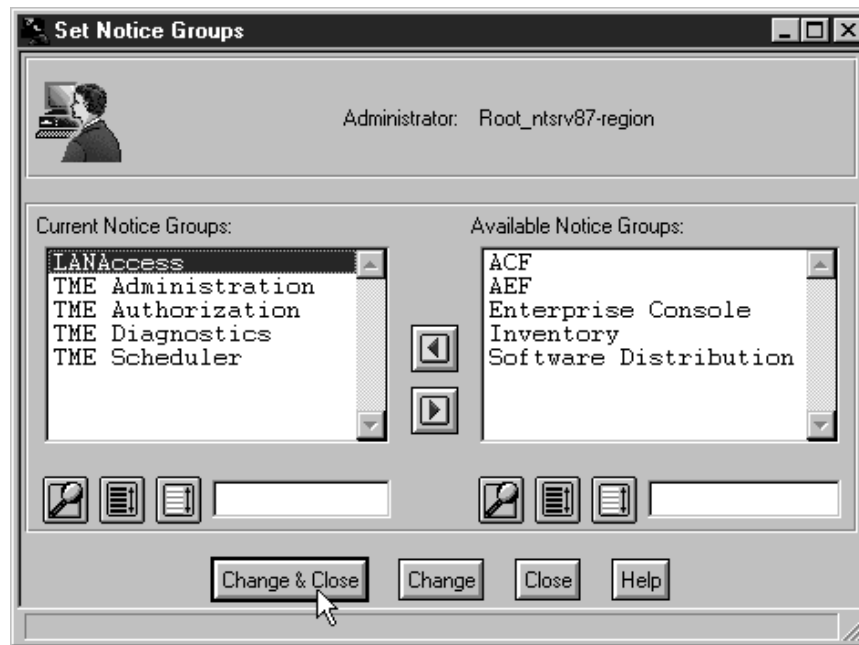 Set Notice Groups
Administrator: Root_ntsrv87-region
Current Notice Groups:
LANAccess
TME Administration
TME Authorization
TME Diagnostics
TME Scheduler
Available Notice Groups:
ACF
AEF
Enterprise Console
Inventory
Software Distribution
Change & Close
Change
Close
Help